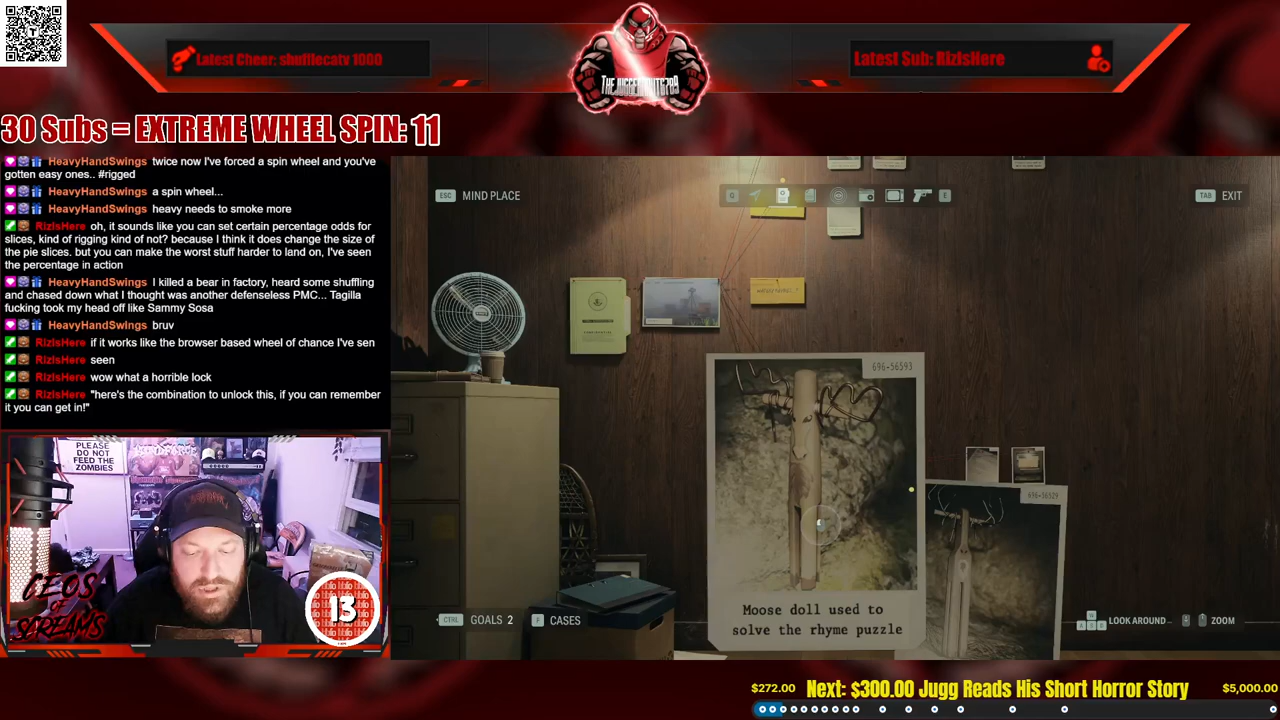 Latest Cheer: shufflecatv 1000
THEJUGGERNAUT6789
Latest Sub: RizIsHere
30 Subs = EXTREME WHEEL SPIN: 11
HeavyHandSwings twice now I've forced a spin wheel and you've
gotten easy ones.. #rigged
HeavyHandSwings a spin wheel...
HeavyHandSwings heavy needs to smoke more
RizIsHere oh, it sounds like you can set certain percentage odds for
slices, kind of rigging kind of not? because I think it does change the size of
the pie slices. but you can make the worst stuff harder to land on, I've seen
the percentage in action
HeavyHandSwings I killed a bear in factory, heard some shuffling
and chased down what I thought was another defenseless PMC... Tagilla
fucking took my head off like Sammy Sosa
HeavyHandSwings bruv
RizIsHere if it works like the browser based wheel of chance I've sen
RizIsHere seen
RizIsHere wow what a horrible lock
RizIsHere "here's the combination to unlock this, if you can remember
it you can get in!"
ESC MIND PLACE
Q
E
TAB EXIT
696-56593
696-56529
Moose doll used to
solve the rhyme puzzle
CTRL GOALS 2
F CASES
LOOK AROUND
ZOOM
PLEASE
DO NOT
FEED THE
ZOMBIES
MINDFORCE
CEOS
OF
SCREAMS
13
$272.00 Next: $300.00 Jugg Reads His Short Horror Story $5,000.00